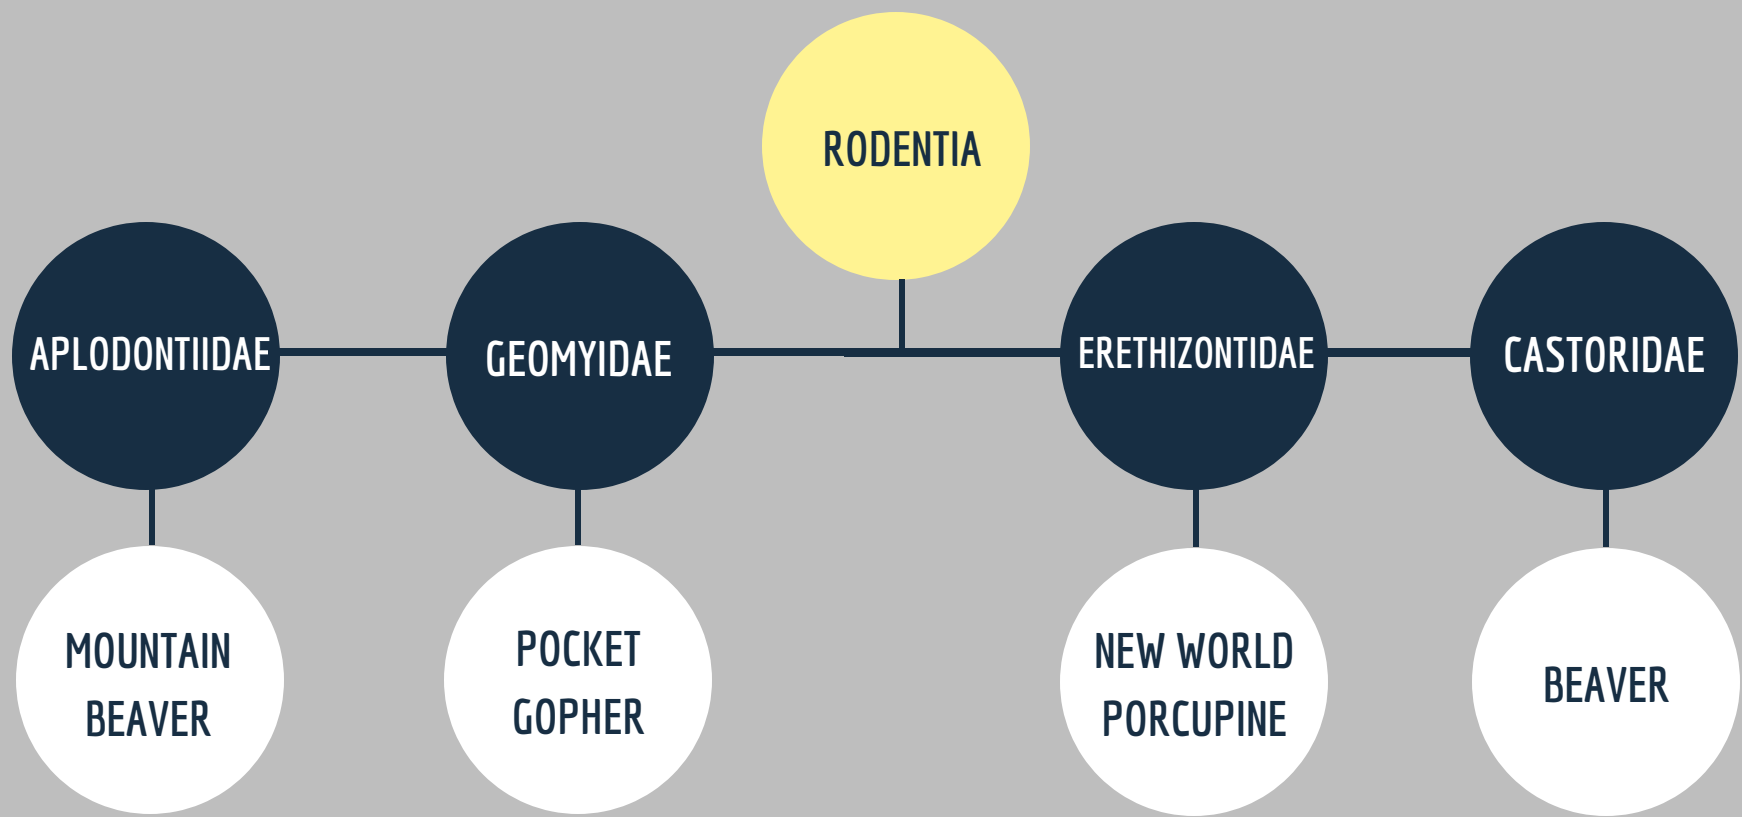 RODENTIA
APLODONTIIDAE
GEOMYIDAE
ERETHIZONTIDAE
CASTORIDAE
MOUNTAIN
BEAVER
POCKET
GOPHER
NEW WORLD
PORCUPINE
BEAVER